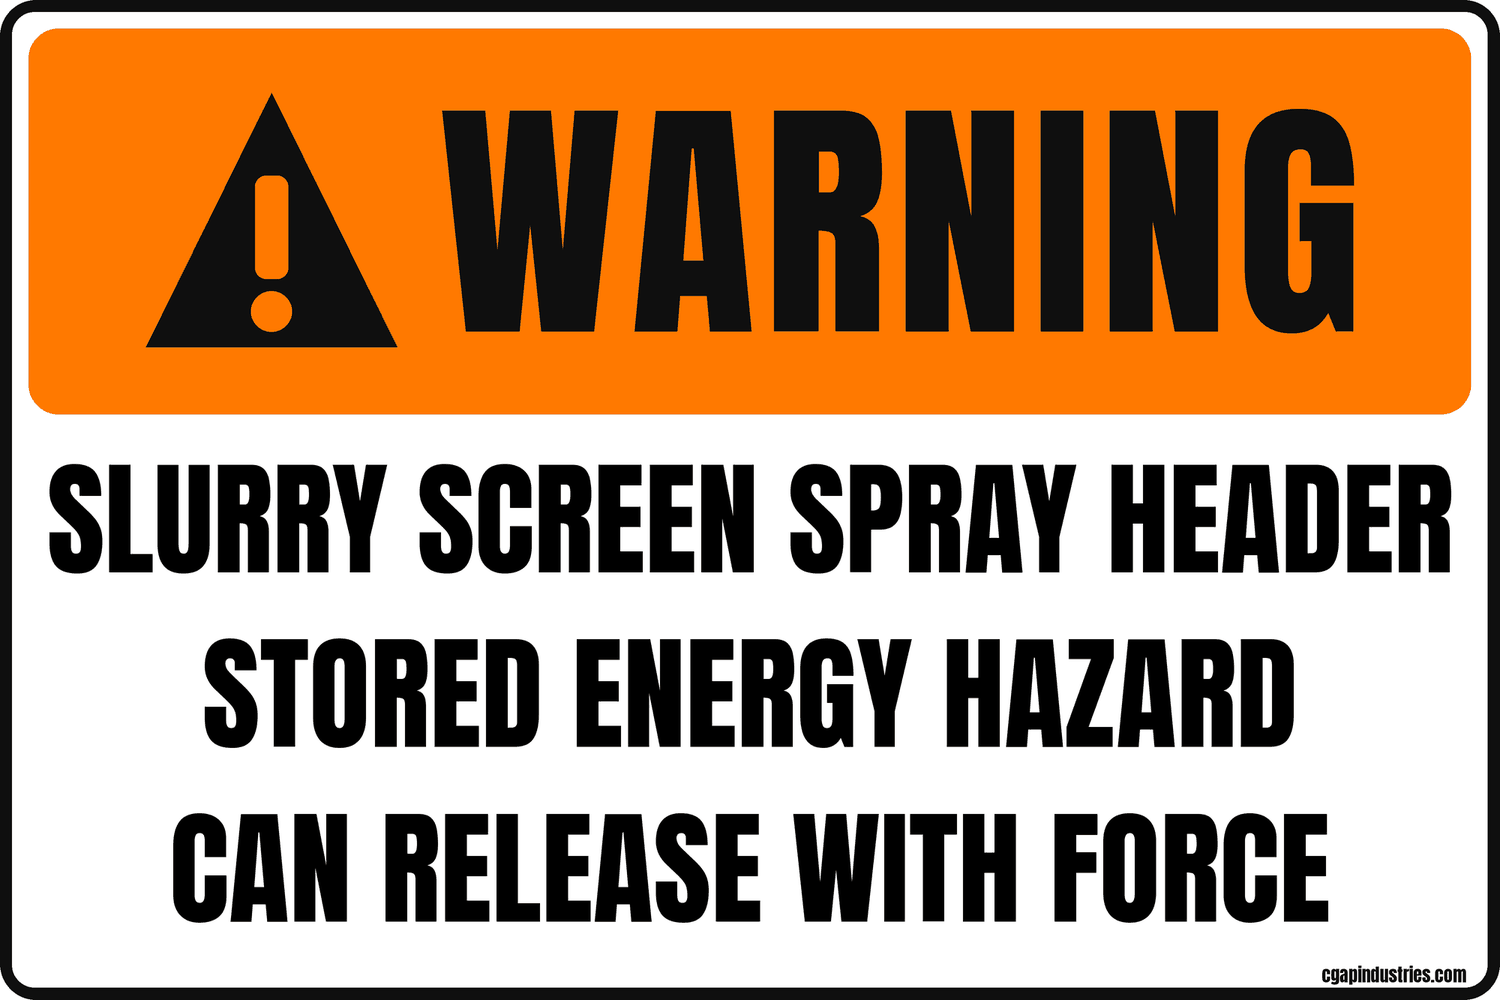 WARNING
SLURRY SCREEN SPRAY HEADER
STORED ENERGY HAZARD
CAN RELEASE WITH FORCE
cgapindustries.com